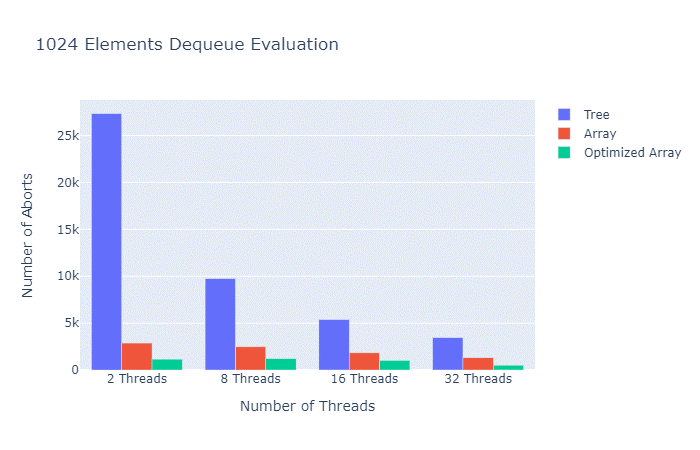 1024 Elements Dequeue Evaluation
Tree
Array
Optimized Array
Number of Aborts
25k
20k
15k
10k
5k
0
2 Threads
8 Threads
16 Threads
32 Threads
Number of Threads